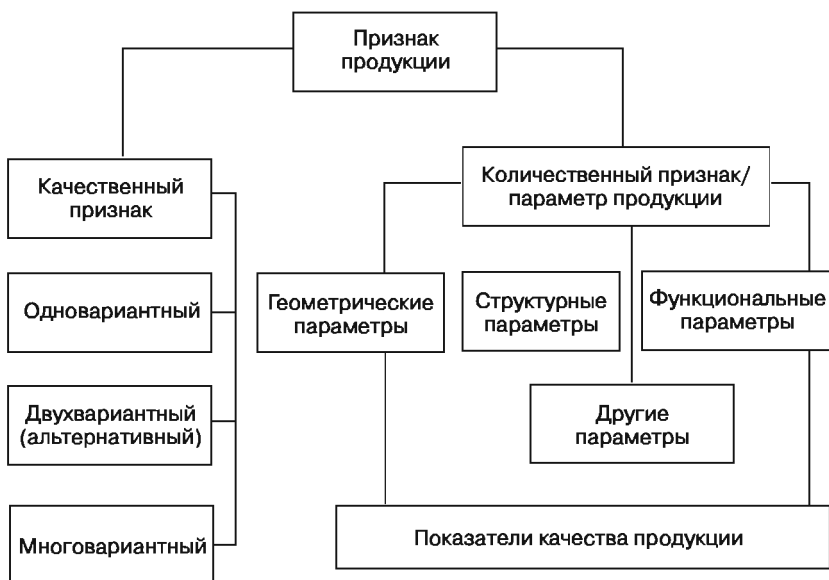 Признак
продукции
Качественный
признак
Количественный признак/
параметр продукции
Одновариантный
Геометрические
параметры
Структурные
параметры
Функциональные
параметры
Двухвариантный
(альтернативный)
Другие
параметры
Многовариантный
Показатели качества продукции